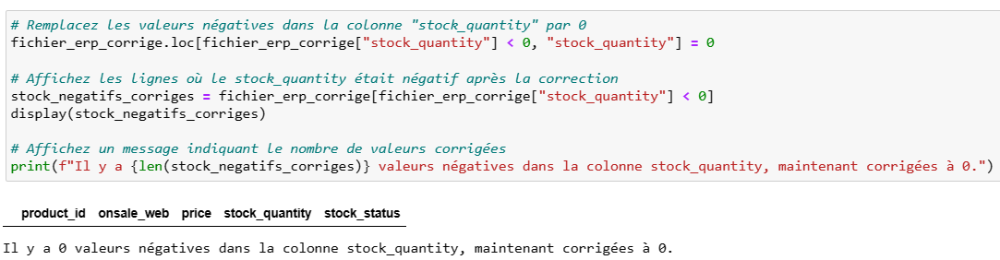 # Remplacez les valeurs négatives dans la colonne "stock_quantity" par 0
fichier_erp_corrige.loc[fichier_erp_corrige["stock_quantity"] < 0, "stock_quantity"] = 0
# Affichez les lignes où le stock_quantity était négatif après la correction
stock_negatifs_corriges = fichier_erp_corrige[fichier_erp_corrige["stock_quantity"] < 0]
display(stock_negatifs_corriges)
# Affichez un message indiquant le nombre de valeurs corrigées
print(f"Il y a {len(stock_negatifs_corriges)} valeurs négatives dans la colonne stock_quantity, maintenant corrigées à 0.")
product_id onsale_web price stock_quantity stock_status
Il y a 0 valeurs négatives dans la colonne stock_quantity, maintenant corrigées à 0.